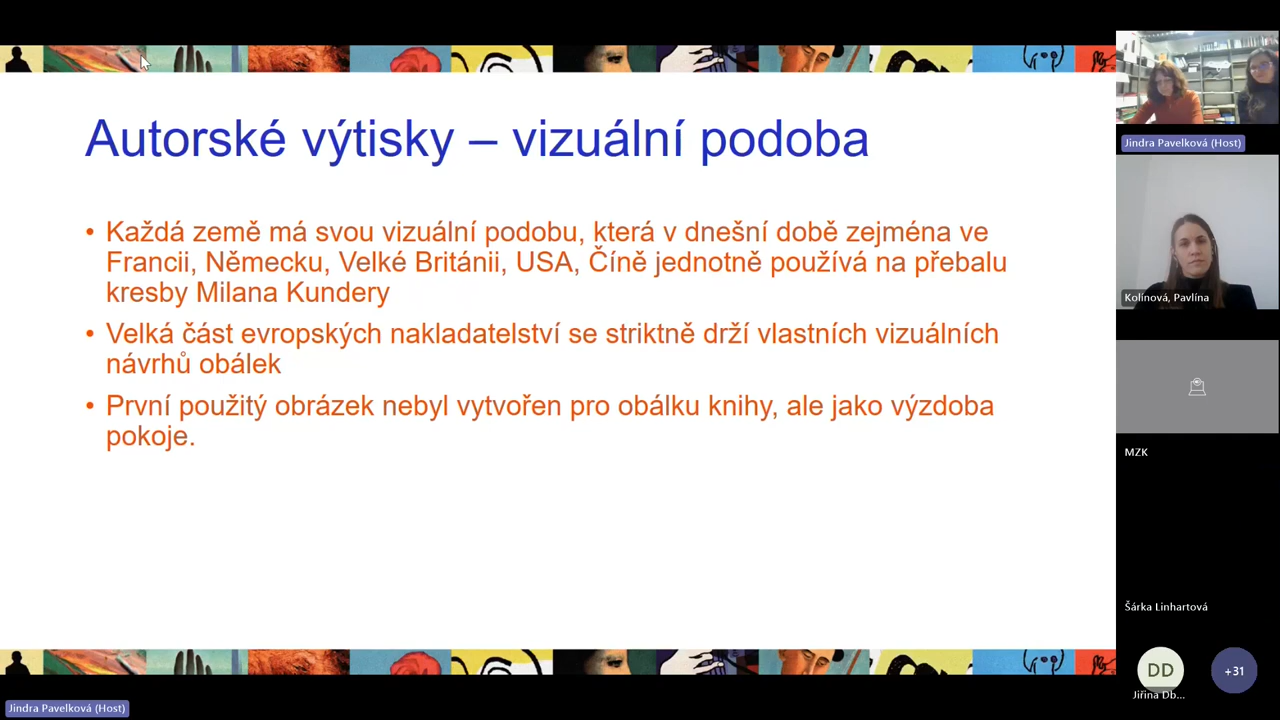 Autorské výtisky – vizuální podoba
• Každá země má svou vizuální podobu, která v dnešní době zejména ve
Francii, Německu, Velké Británii, USA, Číně jednotně používá na přebalu
kresby Milana Kundery
• Velká část evropských nakladatelství se striktně drží vlastních vizuálních
návrhů obálek
• První použitý obrázek nebyl vytvořen pro obálku knihy, ale jako výzdoba
pokoje.
Jindra Pavelková (Host)
Kolínová, Pavlína
MZK
Šárka Linhartová
DD
Jiřina Db...
+31
Jindra Pavelková (Host)